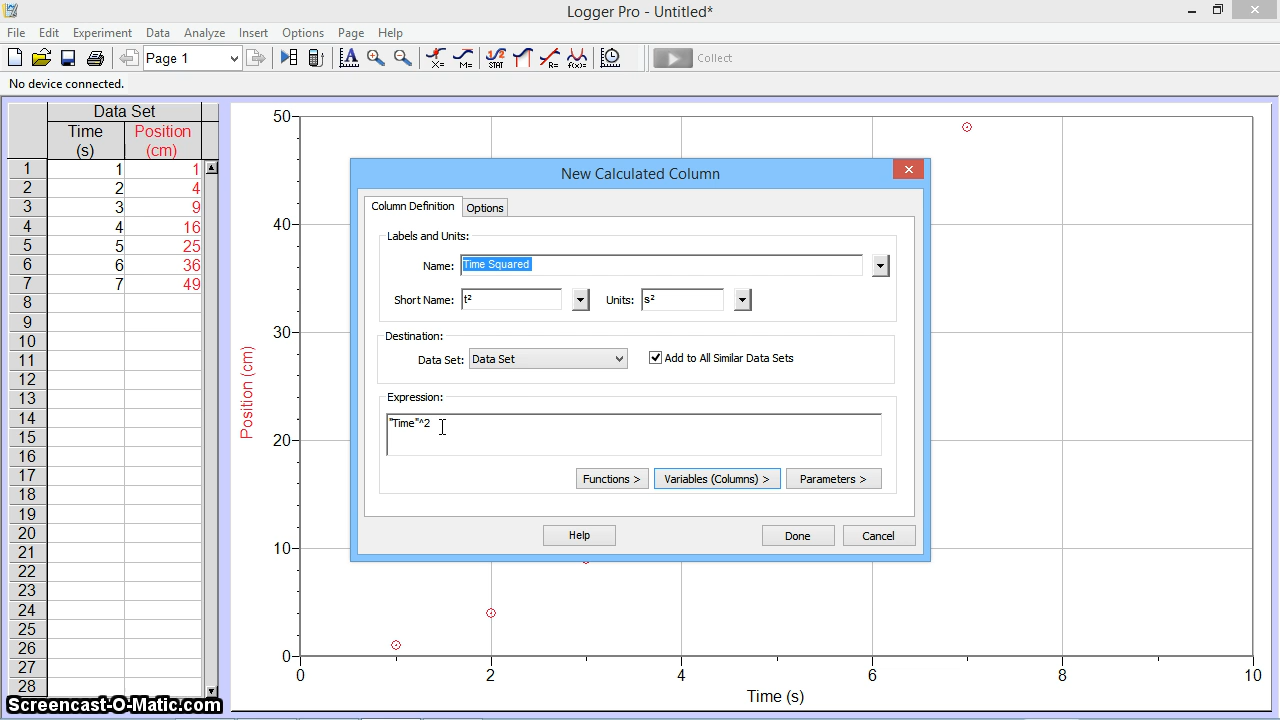 Logger Pro - Untitled*
File Edit Experiment Data Analyze Insert Options Page Help
Page 1
Collect
No device connected.
Data Set
Time Position
(s) (cm)
1 1 1
2 2 4
3 3 9
4 4 16
5 5 25
6 6 36
7 7 49
8
9
10
11
12
13
14
15
16
17
18
19
20
21
22
23
24
25
26
27
28
50
40
30
20
10
0
Position (cm)
0 2 4 6 8 10
Time (s)
New Calculated Column
Column Definition Options
Labels and Units:
Name: Time Squared
Short Name: t² Units: s²
Destination:
Data Set: Data Set Add to All Similar Data Sets
Expression:
"Time"^2
Functions > Variables (Columns) > Parameters >
Help Done Cancel
Screencast-O-Matic.com